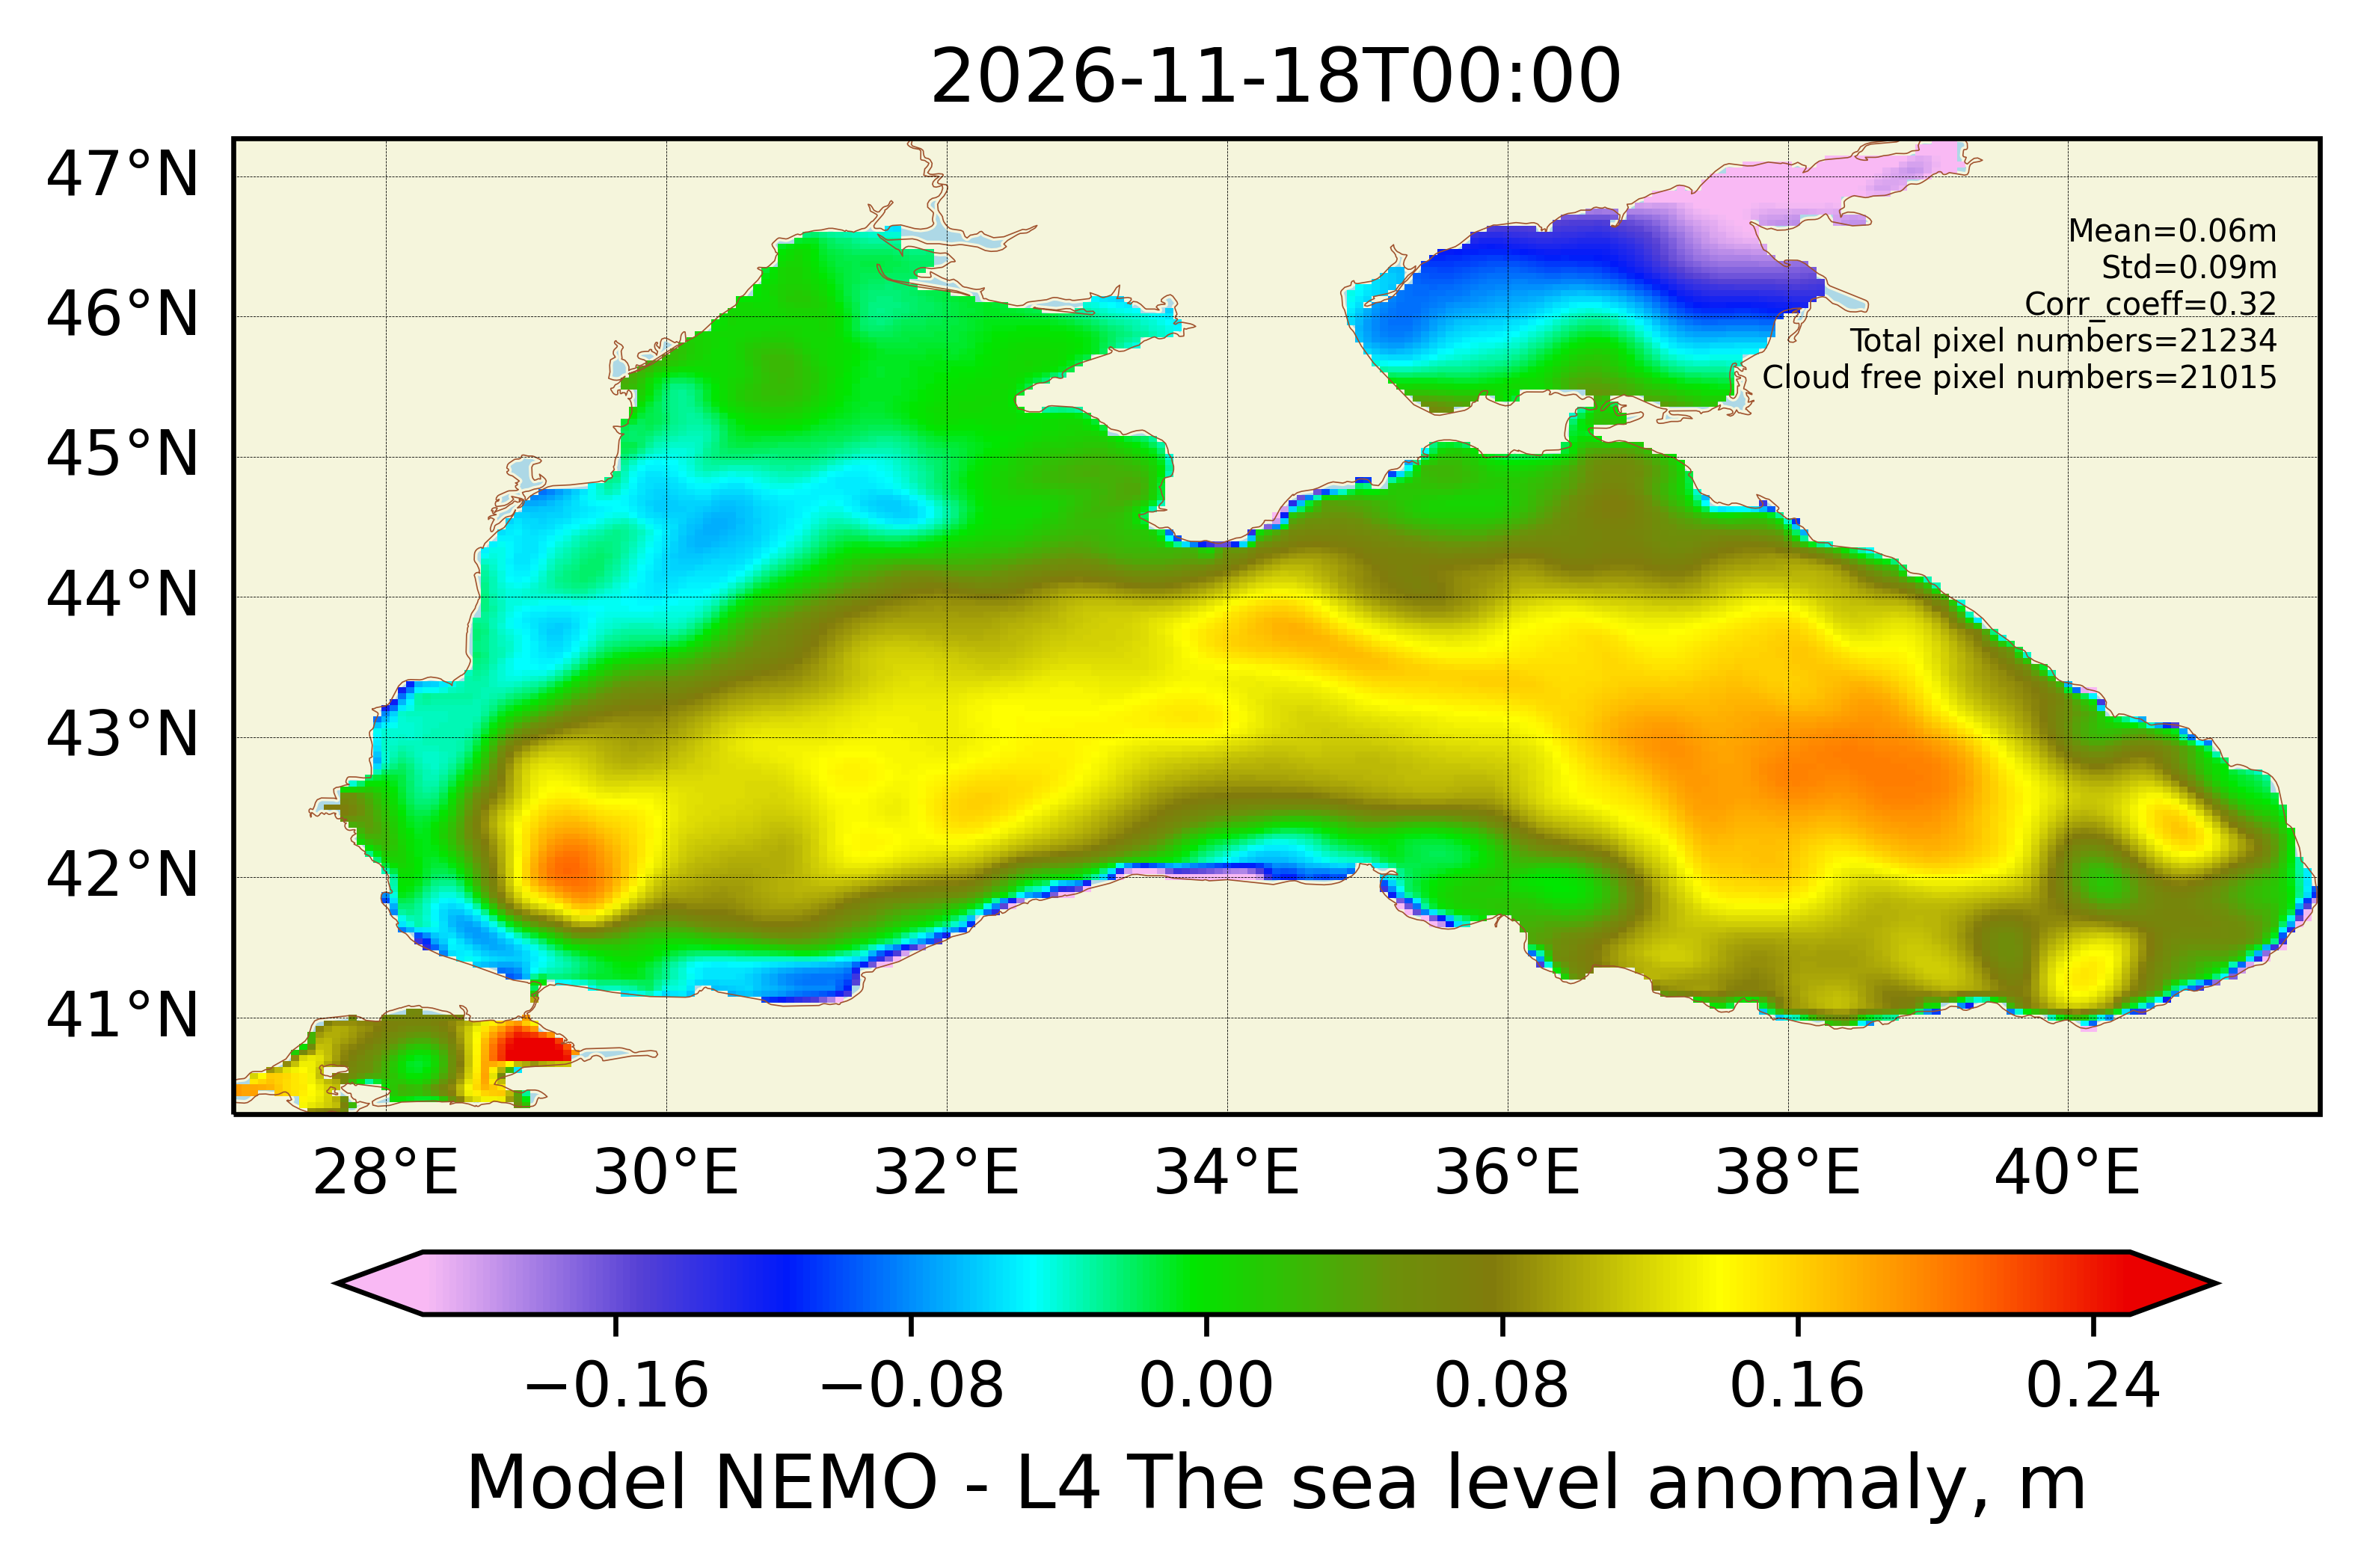 2026-11-18T00:00
47°N
46°N
45°N
44°N
43°N
42°N
41°N
Mean=0.06m
Std=0.09m
Corr_coeff=0.32
Total pixel numbers=21234
Cloud free pixel numbers=21015
28°E 30°E 32°E 34°E 36°E 38°E 40°E
−0.16 −0.08 0.00 0.08 0.16 0.24
Model NEMO - L4 The sea level anomaly, m